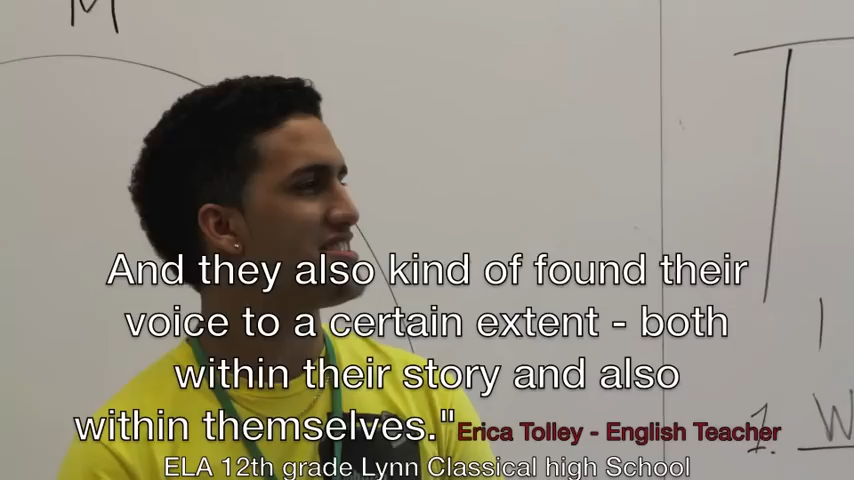 M
And they also kind of found their
voice to a certain extent - both
within their story and also
within themselves." Erica Tolley - English Teacher
ELA 12th grade Lynn Classical high School
1. W